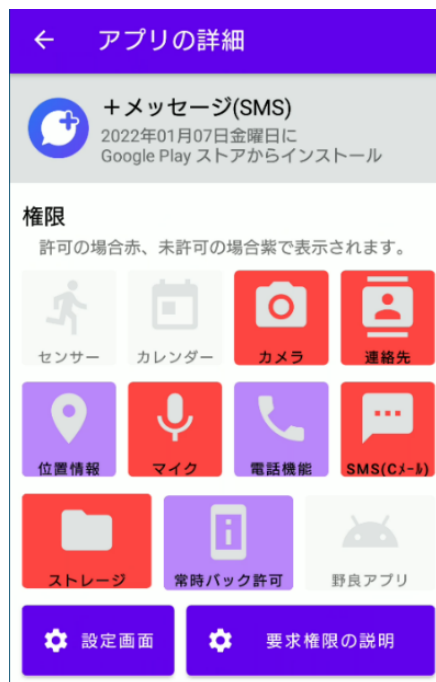 アプリの詳細
＋メッセージ(SMS)
2022年01月07日金曜日に
Google Play ストアからインストール
権限
許可の場合赤、未許可の場合紫で表示されます。
センサー カレンダー カメラ 連絡先
位置情報 マイク 電話機能 SMS(Cメール)
ストレージ 常時バック許可 野良アプリ
設定画面 要求権限の説明